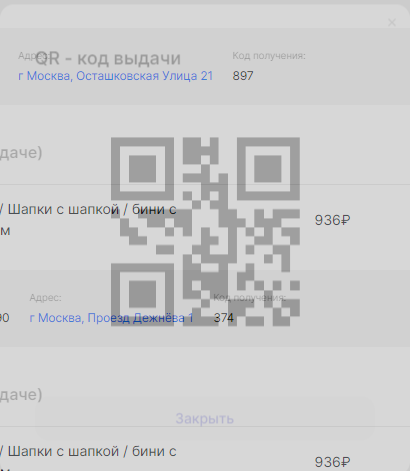 ×
Адрес: Код получения:
QR - код выдачи
г Москва, Осташковская Улица 21 897
даче)
/ Шапки с шапкой / бини с 936₽
м
Адрес: Код получения:
90 г Москва, Проезд Дежнёва 1 374
даче)
Закрыть
/ Шапки с шапкой / бини с 936₽